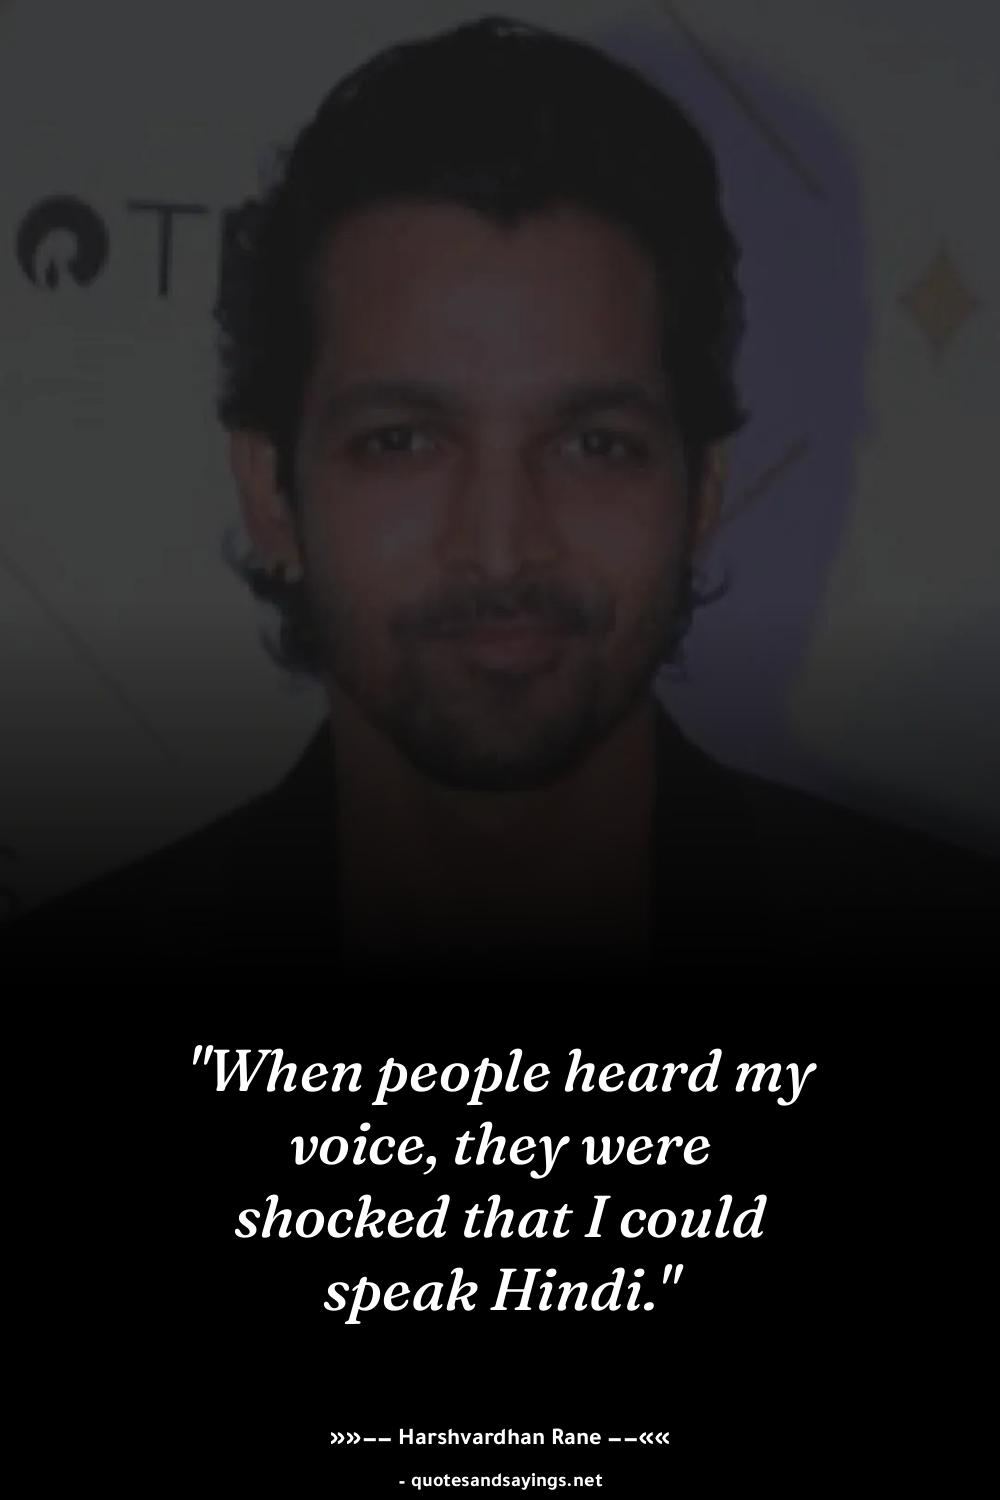 T
"When people heard my
voice, they were
shocked that I could
speak Hindi."
»»−− Harshvardhan Rane −−««
- quotesandsayings.net